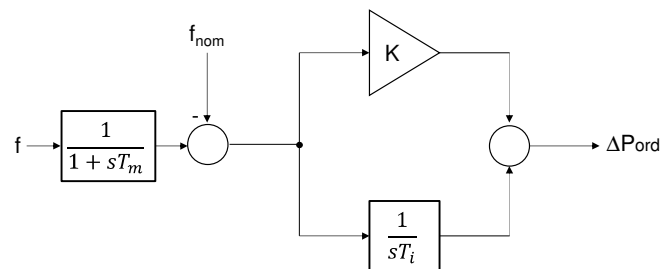 f_nom
K
-
f
1
1 + sT_m
ΔPord
1
sT_i